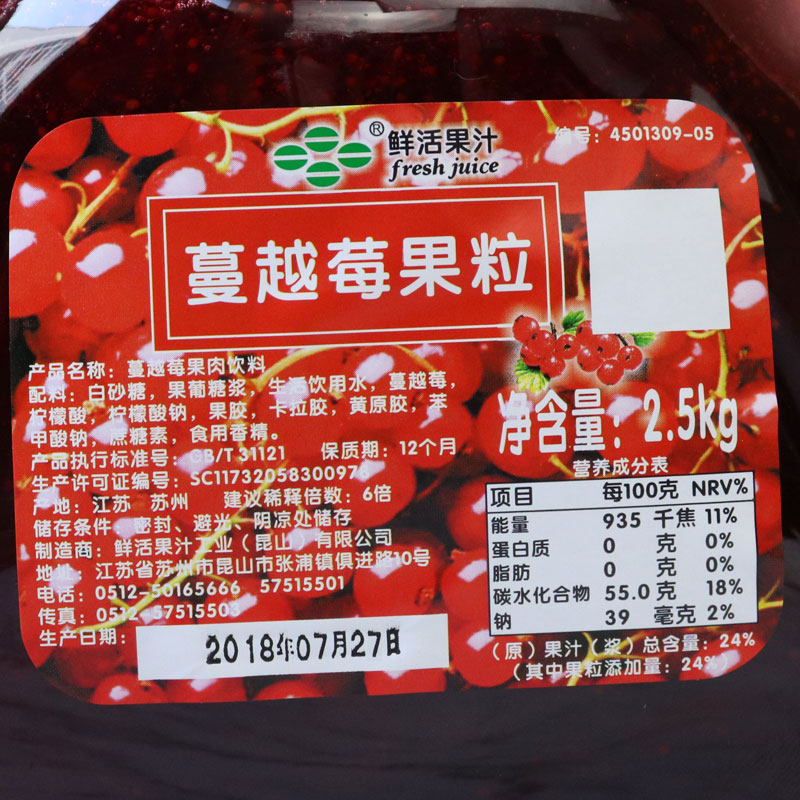 ®鲜活果汁
fresh juice
编号：4501309-05
蔓越莓果粒
产品名称：蔓越莓果肉饮料
配料：白砂糖，果葡糖浆，生活饮用水，蔓越莓，
柠檬酸，柠檬酸钠，果胶，卡拉胶，黄原胶，苯
甲酸钠，蔗糖素，食用香精。
产品执行标准号：GB/T 31121 保质期：12个月
生产许可证编号：SC11732058300976
产地：江苏 苏州 建议稀释倍数：6倍
储存条件：密封、避光、阴凉处储存
制造商：鲜活果汁工业（昆山）有限公司
地址：江苏省苏州市昆山市张浦镇俱进路10号
电话：0512-50165666 57515501
传真：0512-57515503
生产日期：
2018年07月27日
净含量：2.5kg
营养成分表
项目 每100克 NRV%
能量 935 千焦 11%
蛋白质 0 克 0%
脂肪 0 克 0%
碳水化合物 55.0 克 18%
钠 39 毫克 2%
（原）果汁（浆）总含量：24%
（其中果粒添加量：24%）